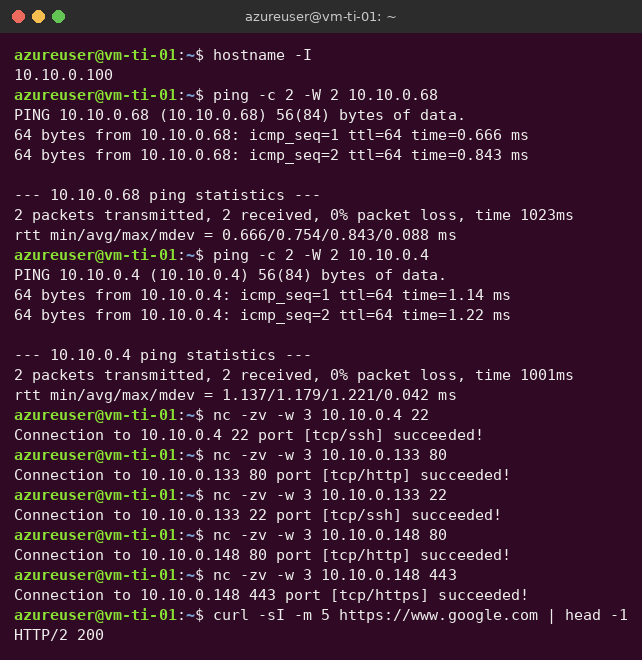 azureuser@vm-ti-01: ~
azureuser@vm-ti-01:~$ hostname -I
10.10.0.100
azureuser@vm-ti-01:~$ ping -c 2 -W 2 10.10.0.68
PING 10.10.0.68 (10.10.0.68) 56(84) bytes of data.
64 bytes from 10.10.0.68: icmp_seq=1 ttl=64 time=0.666 ms
64 bytes from 10.10.0.68: icmp_seq=2 ttl=64 time=0.843 ms

--- 10.10.0.68 ping statistics ---
2 packets transmitted, 2 received, 0% packet loss, time 1023ms
rtt min/avg/max/mdev = 0.666/0.754/0.843/0.088 ms
azureuser@vm-ti-01:~$ ping -c 2 -W 2 10.10.0.4
PING 10.10.0.4 (10.10.0.4) 56(84) bytes of data.
64 bytes from 10.10.0.4: icmp_seq=1 ttl=64 time=1.14 ms
64 bytes from 10.10.0.4: icmp_seq=2 ttl=64 time=1.22 ms

--- 10.10.0.4 ping statistics ---
2 packets transmitted, 2 received, 0% packet loss, time 1001ms
rtt min/avg/max/mdev = 1.137/1.179/1.221/0.042 ms
azureuser@vm-ti-01:~$ nc -zv -w 3 10.10.0.4 22
Connection to 10.10.0.4 22 port [tcp/ssh] succeeded!
azureuser@vm-ti-01:~$ nc -zv -w 3 10.10.0.133 80
Connection to 10.10.0.133 80 port [tcp/http] succeeded!
azureuser@vm-ti-01:~$ nc -zv -w 3 10.10.0.133 22
Connection to 10.10.0.133 22 port [tcp/ssh] succeeded!
azureuser@vm-ti-01:~$ nc -zv -w 3 10.10.0.148 80
Connection to 10.10.0.148 80 port [tcp/http] succeeded!
azureuser@vm-ti-01:~$ nc -zv -w 3 10.10.0.148 443
Connection to 10.10.0.148 443 port [tcp/https] succeeded!
azureuser@vm-ti-01:~$ curl -sI -m 5 https://www.google.com | head -1
HTTP/2 200